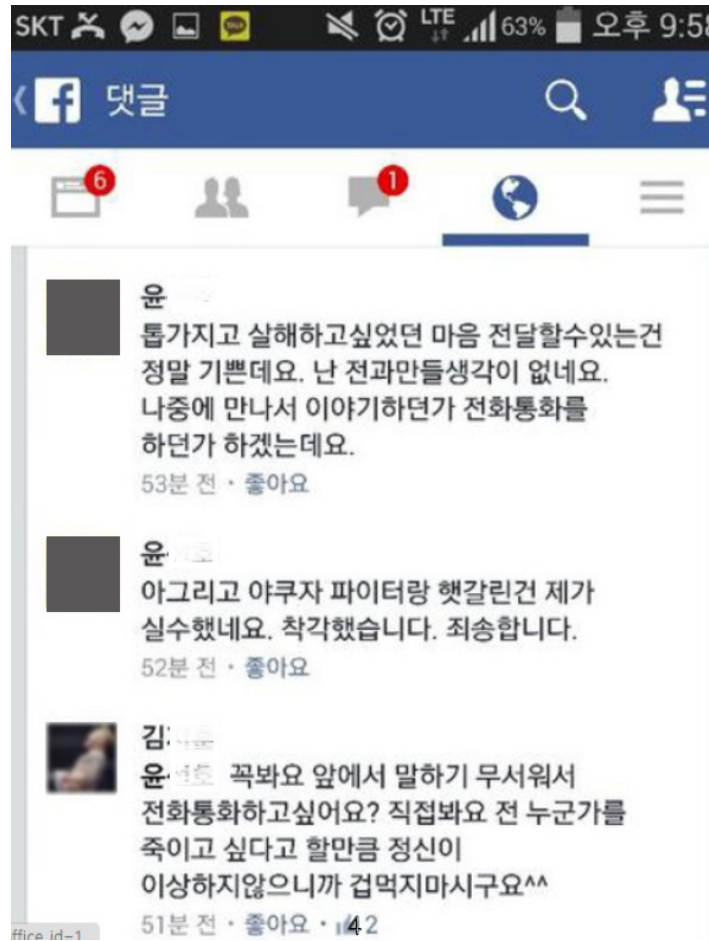 SKT LTE 63% 오후 9:58
댓글
6
1
윤
톱가지고 살해하고싶었던 마음 전달할수있는건
정말 기쁜데요. 난 전과만들생각이 없네요.
나중에 만나서 이야기하던가 전화통화를
하던가 하겠는데요.
53분 전 · 좋아요
윤
아그리고 야쿠자 파이터랑 햇갈린건 제가
실수했네요. 착각했습니다. 죄송합니다.
52분 전 · 좋아요
김
윤 꼭봐요 앞에서 말하기 무서워서
전화통화하고싶어요? 직접봐요 전 누군가를
죽이고 싶다고 할만큼 정신이
이상하지않으니까 겁먹지마시구요^^
51분 전 · 좋아요 · 2
4
ffice_id=1